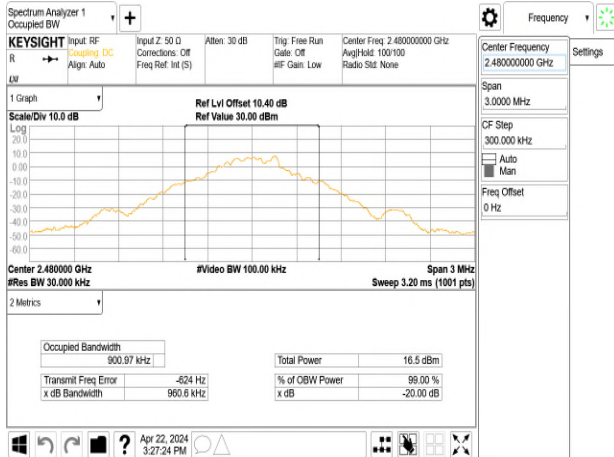 Spectrum Analyzer 1
Occupied BW
Frequency
KEYSIGHT Input: RF
Coupling: DC
Align: Auto
R
LXI
Input Z: 50 Ω
Corrections: Off
Freq Ref: Int (S)
Atten: 30 dB
Trig: Free Run
Gate: Off
#IF Gain: Low
Center Freq: 2.480000000 GHz
Avg|Hold: 100/100
Radio Std: None
Center Frequency
2.480000000 GHz
Settings
Span
3.0000 MHz
CF Step
300.000 kHz
Auto
Man
Freq Offset
0 Hz
1 Graph
Scale/Div 10.0 dB
Ref Lvl Offset 10.40 dB
Ref Value 30.00 dBm
Log
20.0
10.0
0.00
-10.0
-20.0
-30.0
-40.0
-50.0
-60.0
Center 2.480000 GHz
#Res BW 30.000 kHz
#Video BW 100.00 kHz
Span 3 MHz
Sweep 3.20 ms (1001 pts)
2 Metrics
Occupied Bandwidth
900.97 kHz
Total Power 16.5 dBm
Transmit Freq Error -624 Hz
% of OBW Power 99.00 %
x dB Bandwidth 960.6 kHz
x dB -20.00 dB
?
Apr 22, 2024
3:27:24 PM